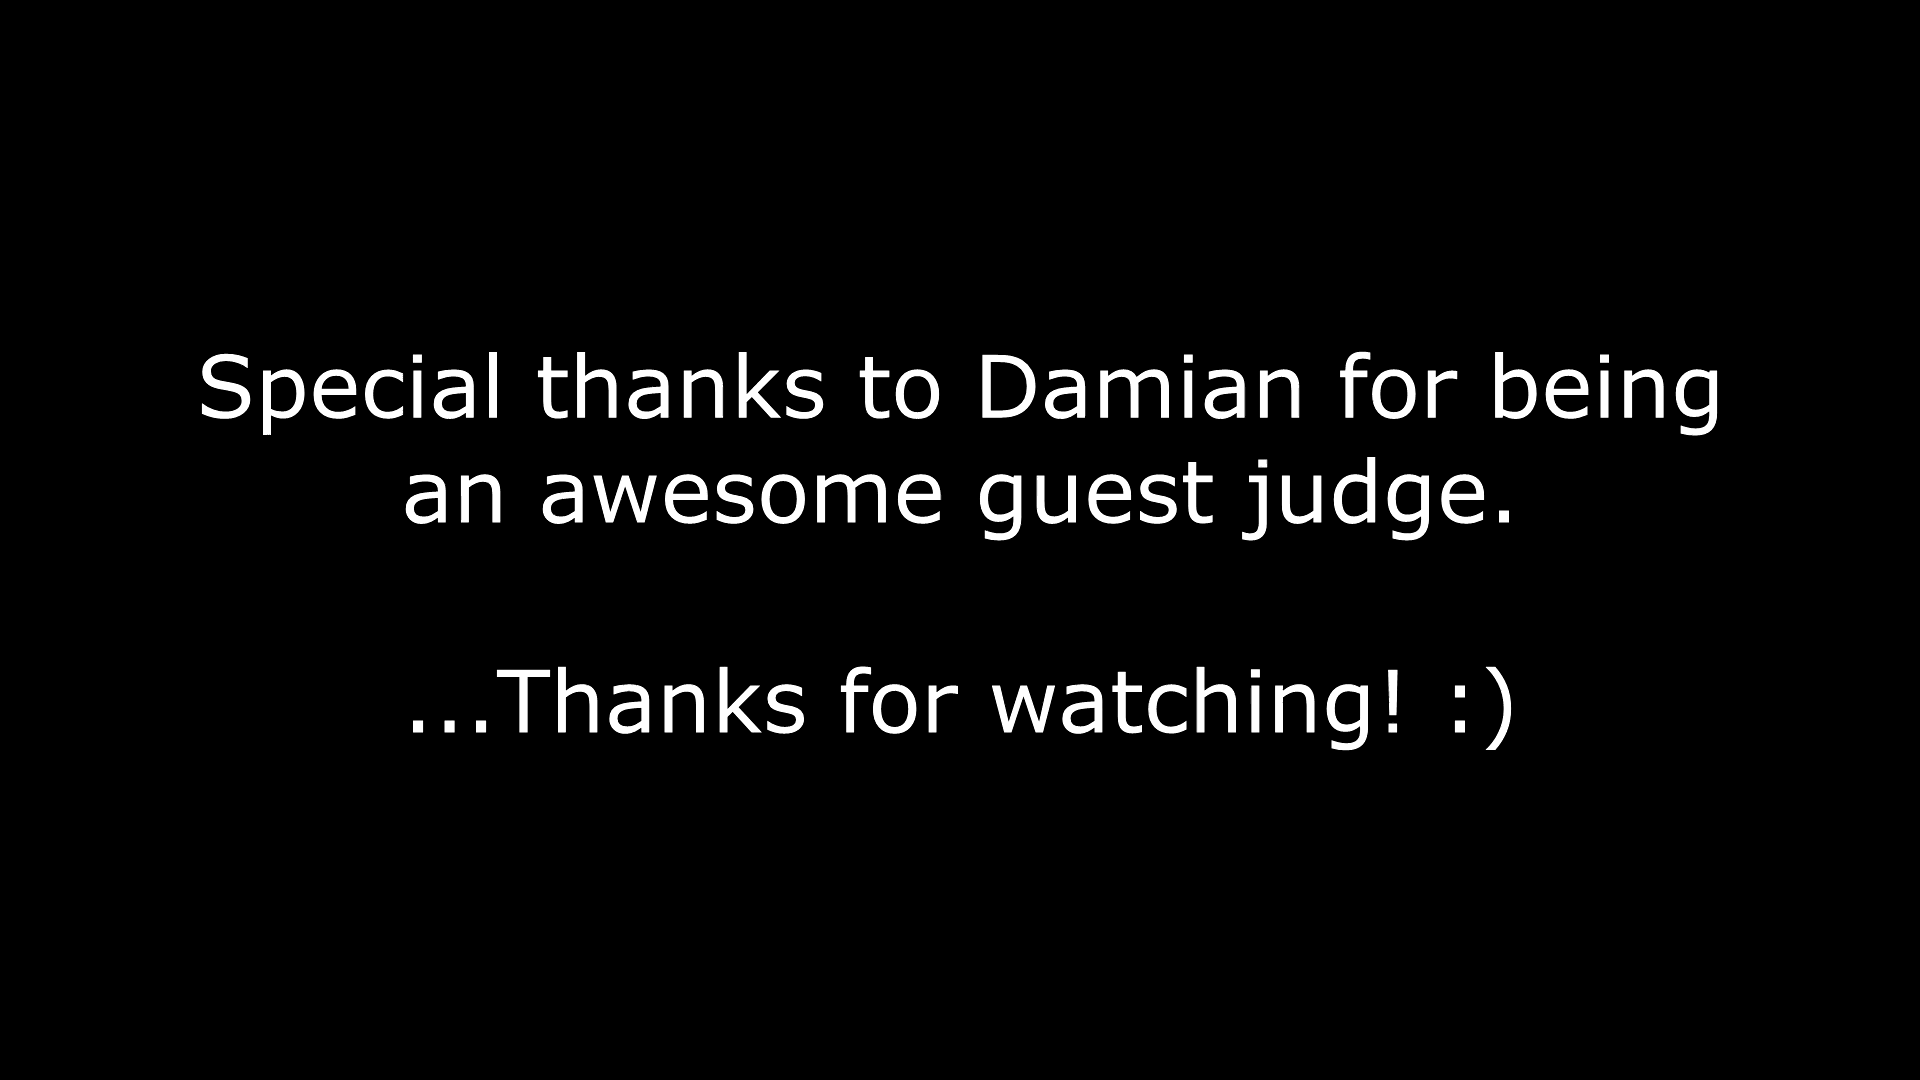 Special thanks to Damian for being
an awesome guest judge.
...Thanks for watching! :)